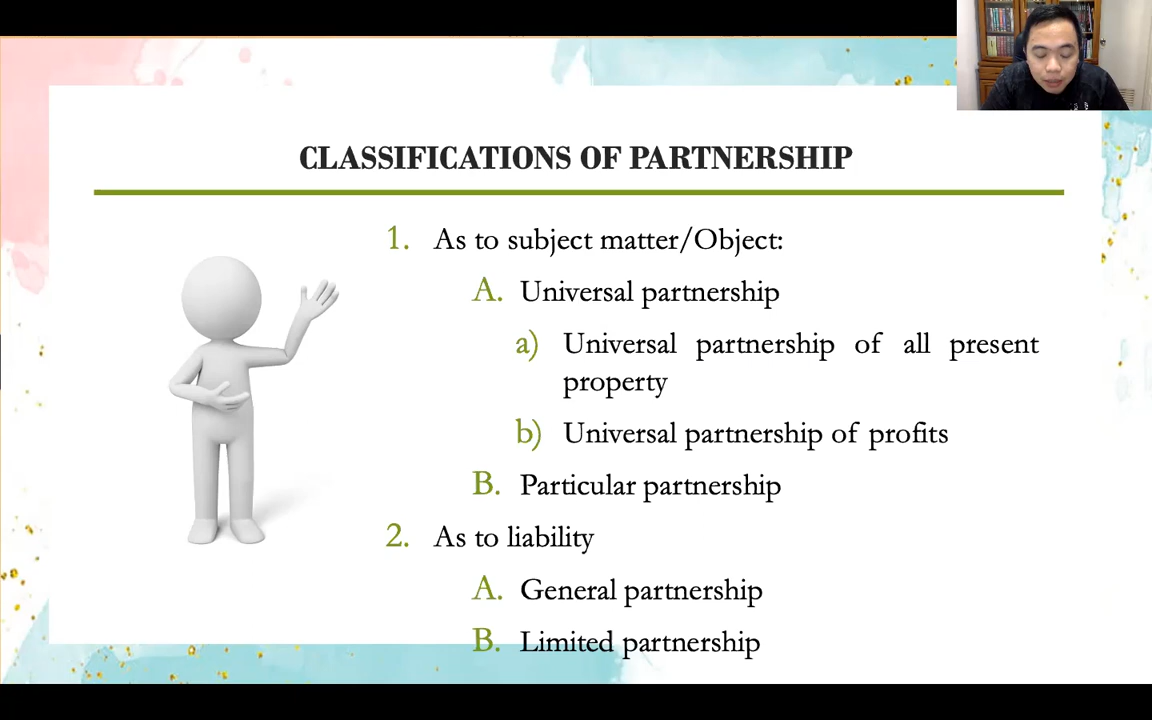 CLASSIFICATIONS OF PARTNERSHIP
1. As to subject matter/Object:
A. Universal partnership
a) Universal partnership of all present
property
b) Universal partnership of profits
B. Particular partnership
2. As to liability
A. General partnership
B. Limited partnership